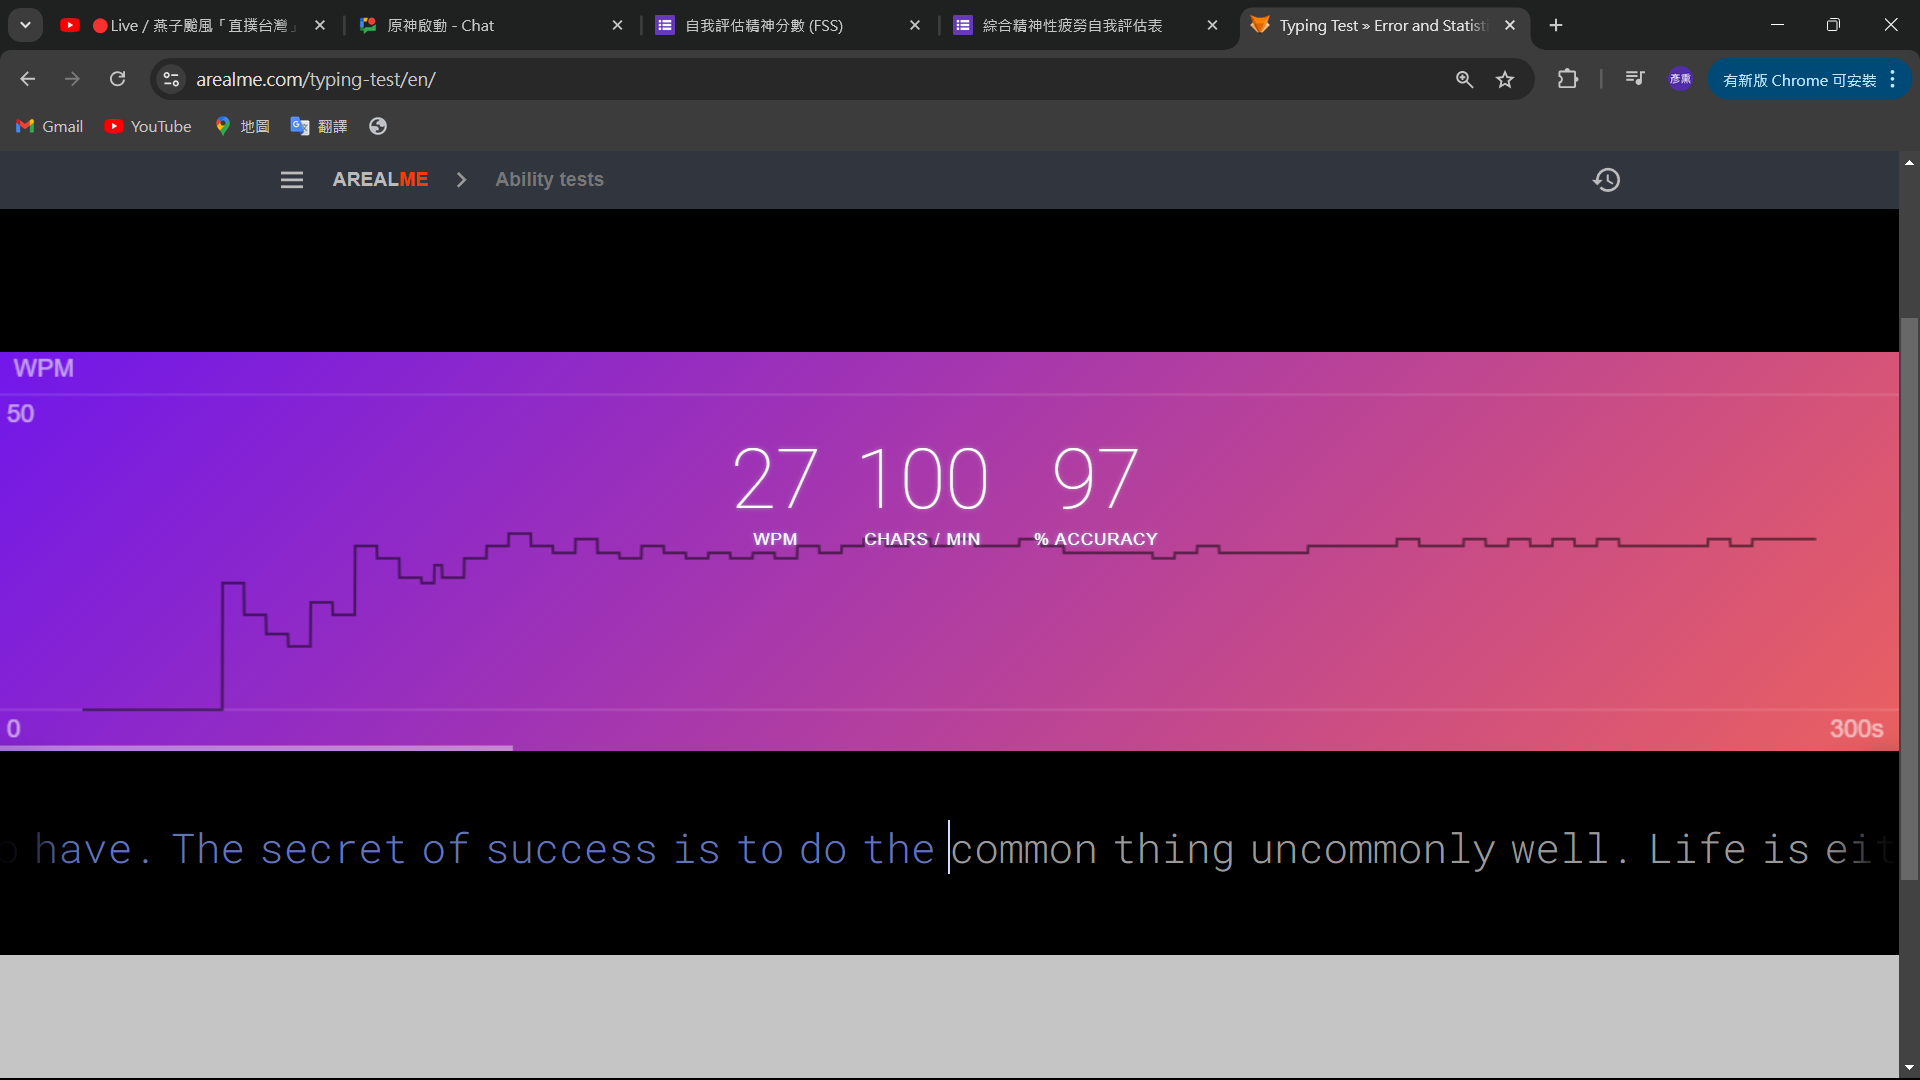 Live / 燕子颱風「直撲台灣」
原神啟動 - Chat
自我評估精神分數 (FSS)
綜合精神性疲勞自我評估表
Typing Test » Error and Statisti
arealme.com/typing-test/en/
彥熏
有新版 Chrome 可安裝
Gmail
YouTube
地圖
翻譯
AREALME
Ability tests
WPM
50
27 100 97
WPM CHARS / MIN % ACCURACY
0
300s
o have. The secret of success is to do the common thing uncommonly well. Life is eit